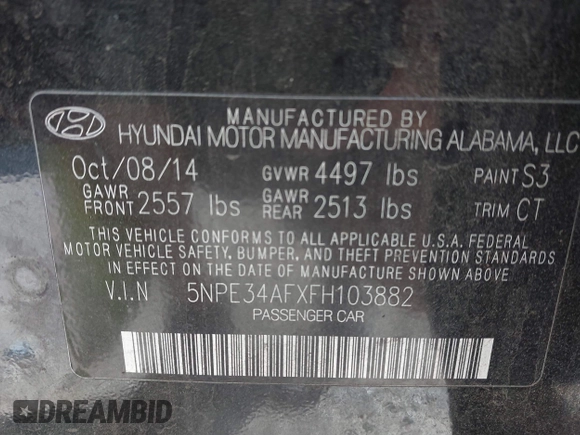 MANUFACTURED BY
HYUNDAI MOTOR MANUFACTURING ALABAMA, LLC
Oct/08/14 GVWR 4497 lbs PAINT S3
GAWR FRONT 2557 lbs GAWR REAR 2513 lbs TRIM CT
THIS VEHICLE CONFORMS TO ALL APPLICABLE U.S.A. FEDERAL
MOTOR VEHICLE SAFETY, BUMPER, AND THEFT PREVENTION STANDARDS
IN EFFECT ON THE DATE OF MANUFACTURE SHOWN ABOVE.
V.I.N 5NPE34AFXFH103882
PASSENGER CAR
DREAMBID